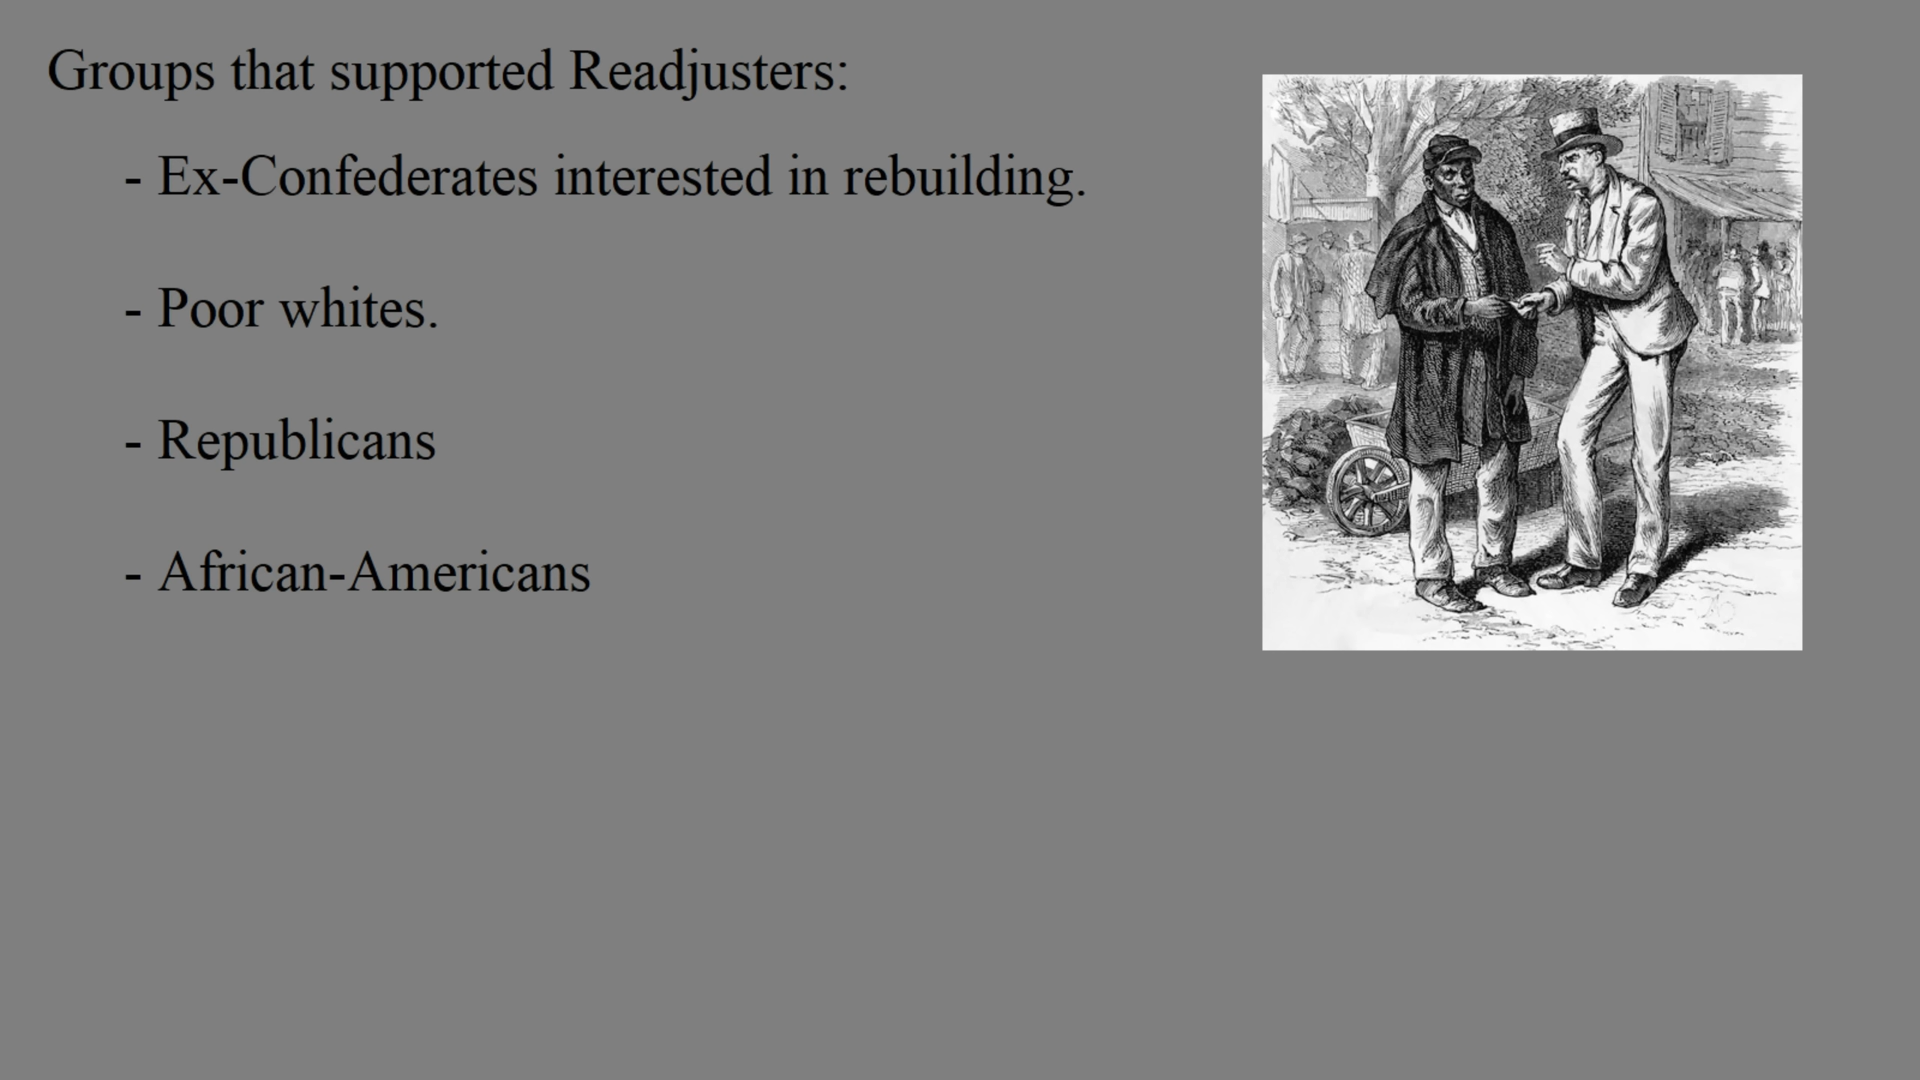 Groups that supported Readjusters:
- Ex-Confederates interested in rebuilding.
- Poor whites.
- Republicans
- African-Americans